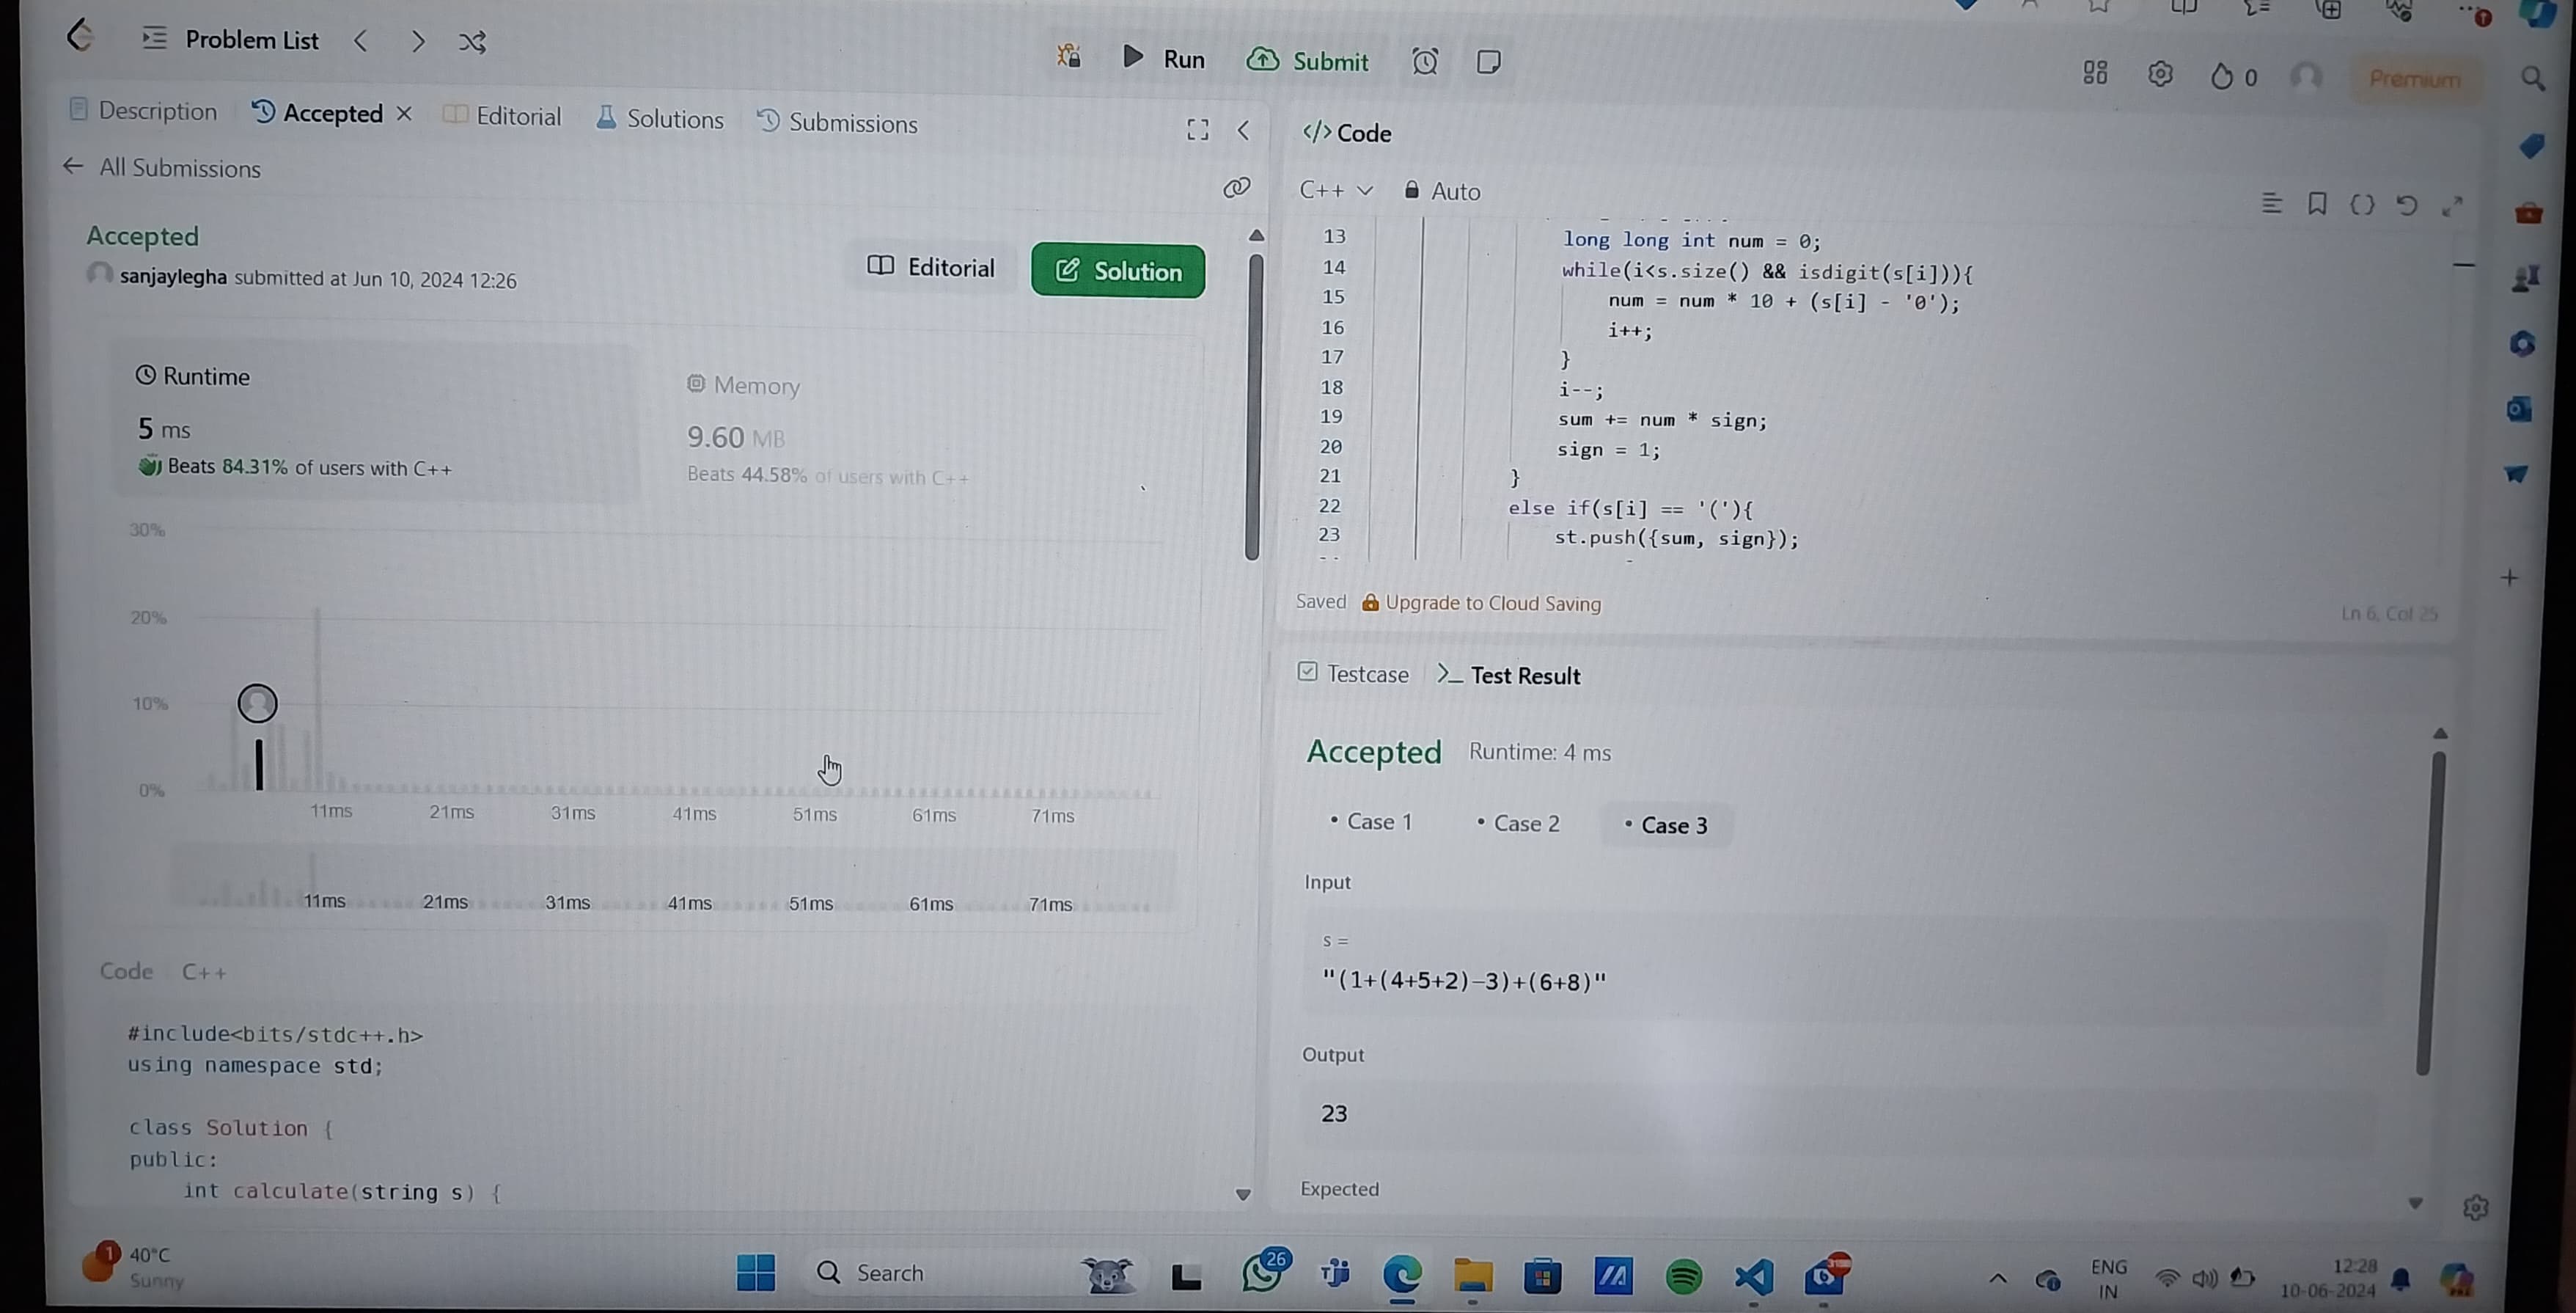 Problem List
Run
Submit
0
Premium
Description
Accepted
Editorial
Solutions
Submissions
All Submissions
Accepted
sanjaylegha submitted at Jun 10, 2024 12:26
Editorial
Solution
Runtime
5 ms
Beats 84.31% of users with C++
Memory
9.60 MB
Beats 44.58% of users with C++
30%
20%
10%
0%
11ms 21ms 31ms 41ms 51ms 61ms 71ms
11ms 21ms 31ms 41ms 51ms 61ms 71ms
Code C++
#include<bits/stdc++.h>
using namespace std;
class Solution {
public:
int calculate(string s) {
</> Code
C++ Auto
13 long long int num = 0;
14 while(i<s.size() && isdigit(s[i])){
15 num = num * 10 + (s[i] - '0');
16 i++;
17 }
18 i--;
19 sum += num * sign;
20 sign = 1;
21 }
22 else if(s[i] == '('){
23 st.push({sum, sign});
Saved Upgrade to Cloud Saving
Ln 6, Col 25
Testcase
>_ Test Result
Accepted Runtime: 4 ms
• Case 1 • Case 2 • Case 3
Input
s =
"(1+(4+5+2)-3)+(6+8)"
Output
23
Expected
1
40°C
Sunny
Search
26
ENG
IN
12:28
10-06-2024